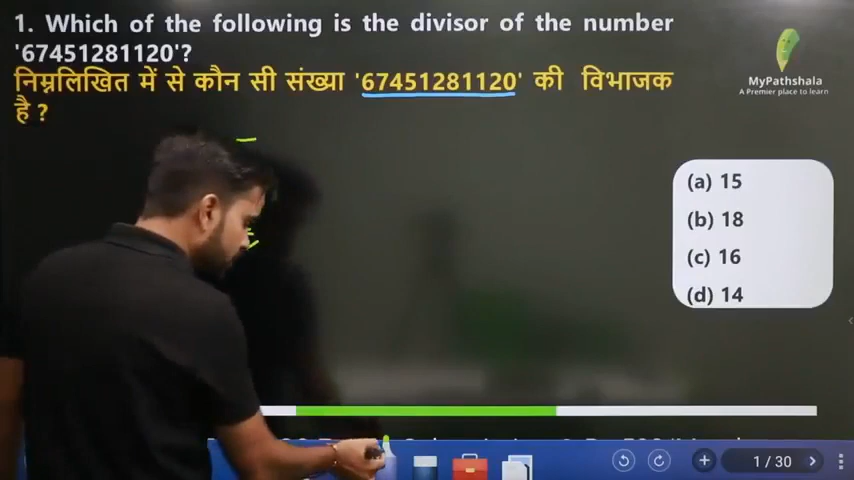 1. Which of the following is the divisor of the number
'67451281120'?
निम्नलिखित में से कौन सी संख्या '67451281120' की विभाजक
है ?
MyPathshala
A Premier place to learn
(a) 15
(b) 18
(c) 16
(d) 14
1 / 30